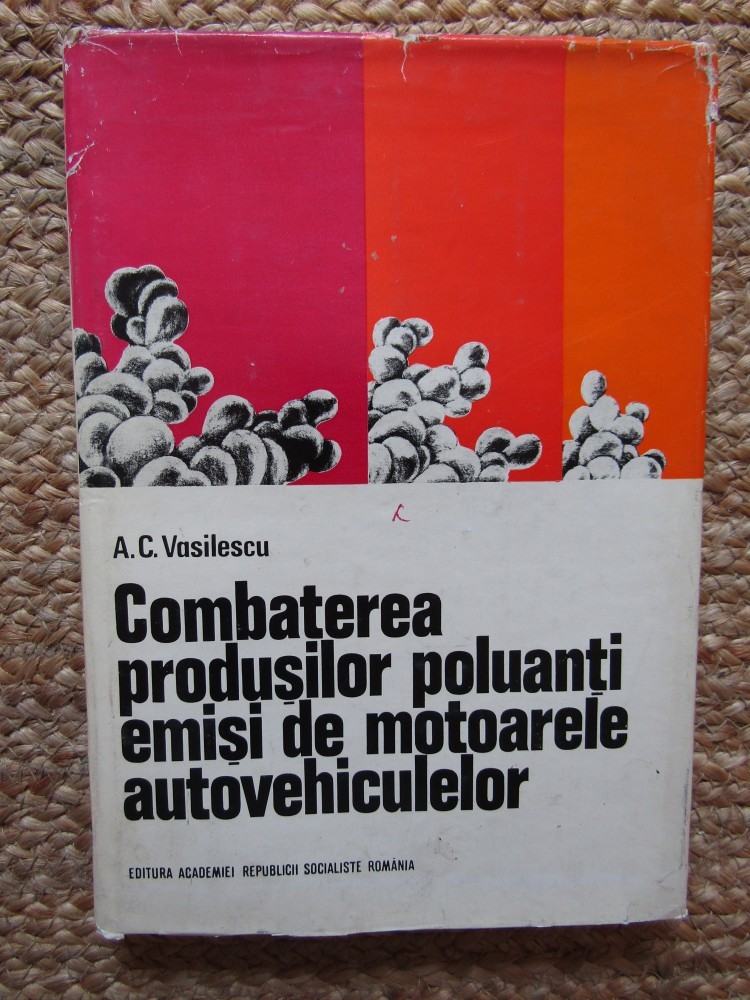 A.C. Vasilescu
Combaterea
produșilor poluanți
emiși de motoarele
autovehiculelor
EDITURA ACADEMIEI REPUBLICII SOCIALISTE ROMÂNIA